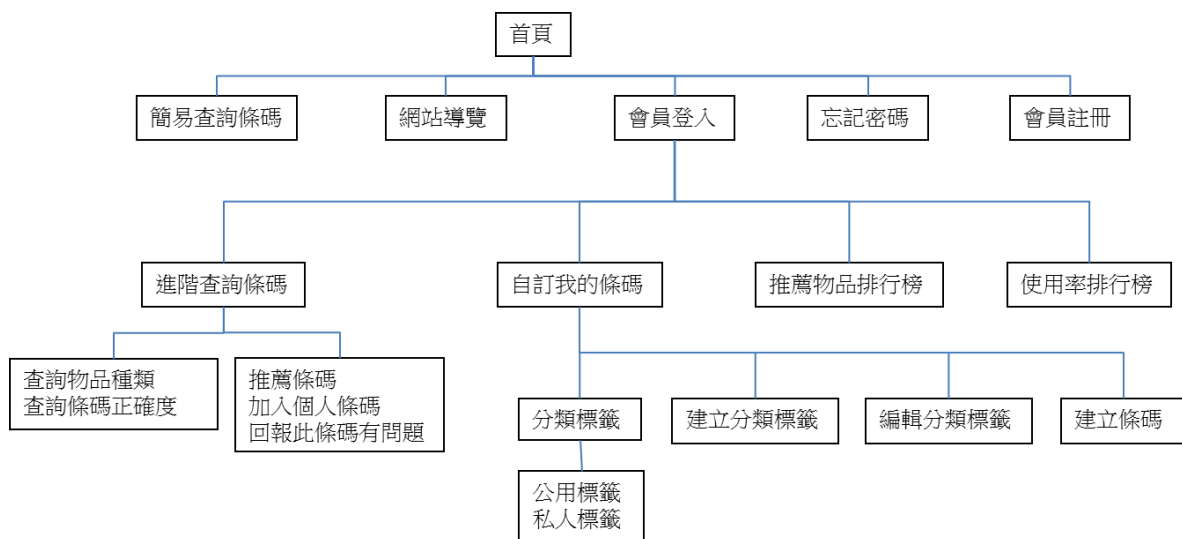 首頁
簡易查詢條碼
網站導覽
會員登入
忘記密碼
會員註冊
進階查詢條碼
自訂我的條碼
推薦物品排行榜
使用率排行榜
查詢物品種類
查詢條碼正確度
推薦條碼
加入個人條碼
回報此條碼有問題
分類標籤
建立分類標籤
編輯分類標籤
建立條碼
公用標籤
私人標籤